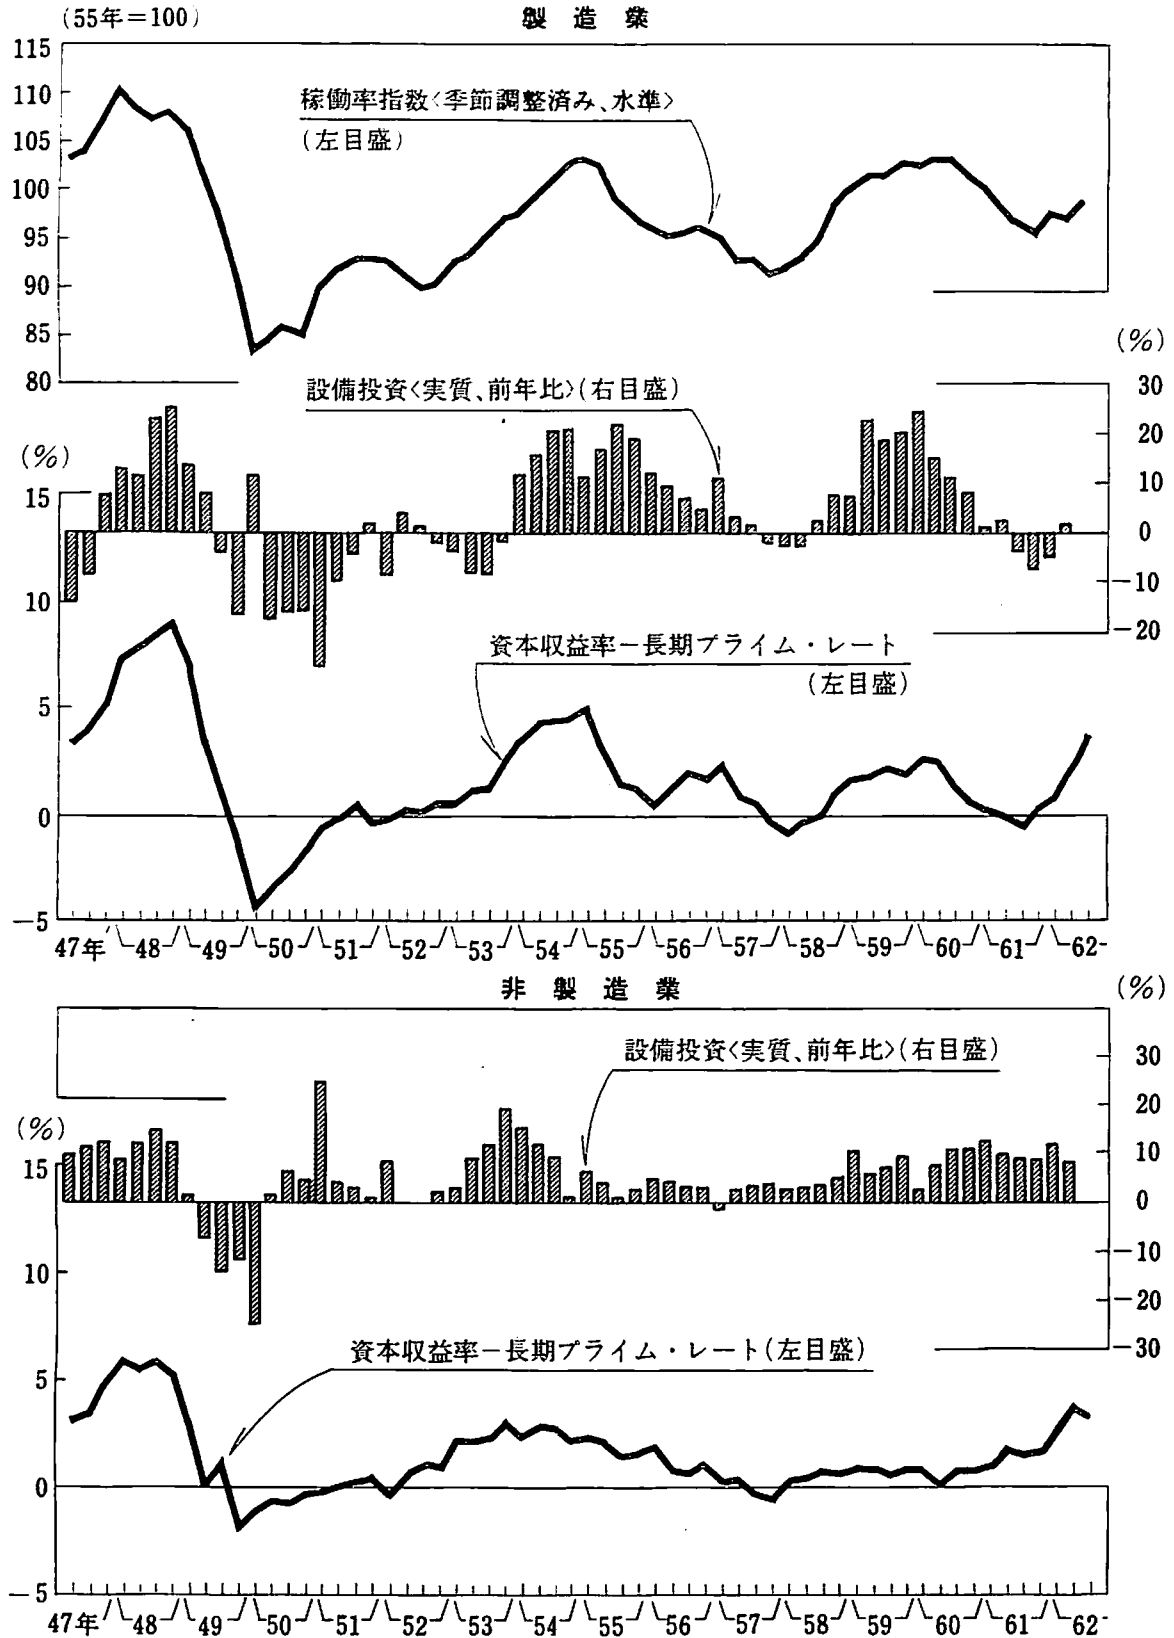 (55年=100)
製造業
115
110
105
100
95
90
85
80
稼働率指数〈季節調整済み、水準〉
(左目盛)
(%)
30
20
10
0
-10
-20
設備投資〈実質、前年比〉(右目盛)
(%)
15
10
5
0
-5
資本収益率-長期プライム・レート
(左目盛)
47年 48 49 50 51 52 53 54 55 56 57 58 59 60 61 62
非製造業
(%)
30
20
10
0
-10
-20
-30
設備投資〈実質、前年比〉(右目盛)
(%)
15
10
5
0
-5
資本収益率-長期プライム・レート(左目盛)
47年 48 49 50 51 52 53 54 55 56 57 58 59 60 61 62